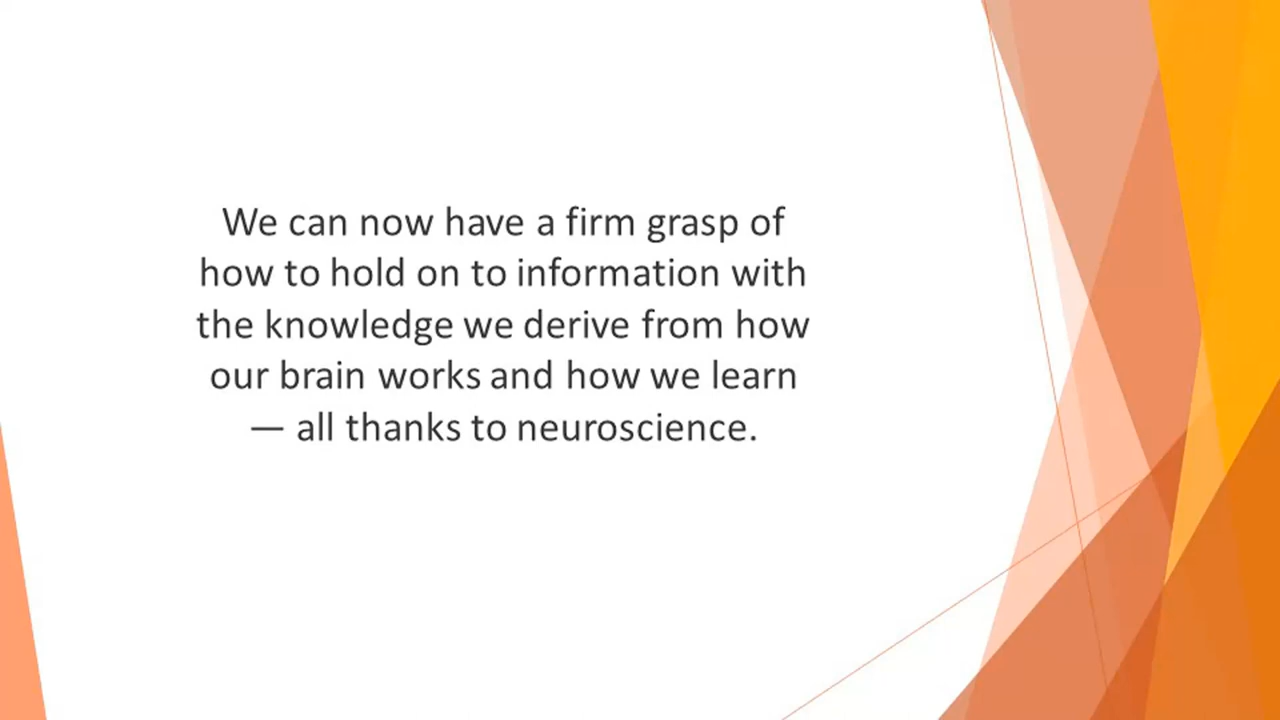 We can now have a firm grasp of
how to hold on to information with
the knowledge we derive from how
our brain works and how we learn
— all thanks to neuroscience.